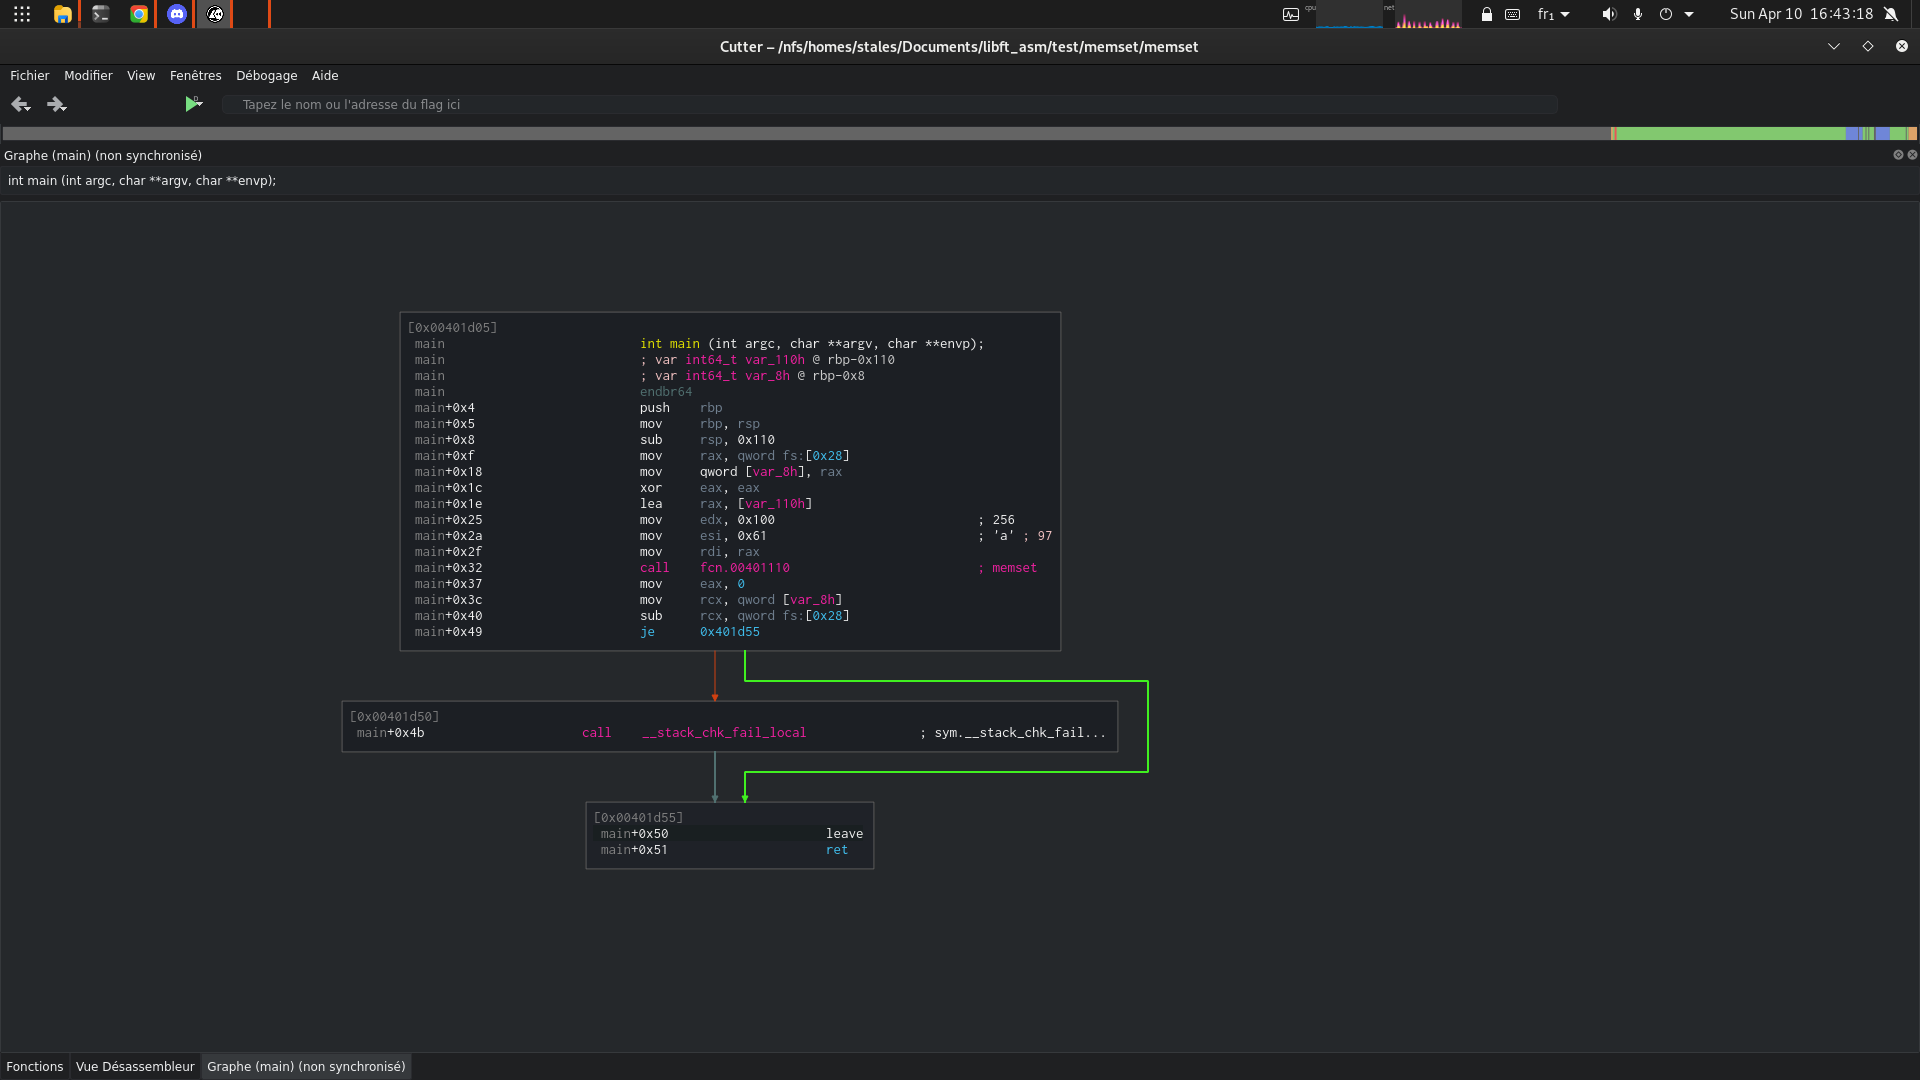 cpu
net
fr₁
Sun Apr 10 16:43:18
Cutter – /nfs/homes/stales/Documents/libft_asm/test/memset/memset
Fichier Modifier View Fenêtres Débogage Aide
Tapez le nom ou l'adresse du flag ici
Graphe (main) (non synchronisé)
int main (int argc, char **argv, char **envp);
[0x00401d05]
main int main (int argc, char **argv, char **envp);
main ; var int64_t var_110h @ rbp-0x110
main ; var int64_t var_8h @ rbp-0x8
main endbr64
main+0x4 push rbp
main+0x5 mov rbp, rsp
main+0x8 sub rsp, 0x110
main+0xf mov rax, qword fs:[0x28]
main+0x18 mov qword [var_8h], rax
main+0x1c xor eax, eax
main+0x1e lea rax, [var_110h]
main+0x25 mov edx, 0x100 ; 256
main+0x2a mov esi, 0x61 ; 'a' ; 97
main+0x2f mov rdi, rax
main+0x32 call fcn.00401110 ; memset
main+0x37 mov eax, 0
main+0x3c mov rcx, qword [var_8h]
main+0x40 sub rcx, qword fs:[0x28]
main+0x49 je 0x401d55
[0x00401d50]
main+0x4b call __stack_chk_fail_local ; sym.__stack_chk_fail...
[0x00401d55]
main+0x50 leave
main+0x51 ret
Fonctions Vue Désassembleur Graphe (main) (non synchronisé)